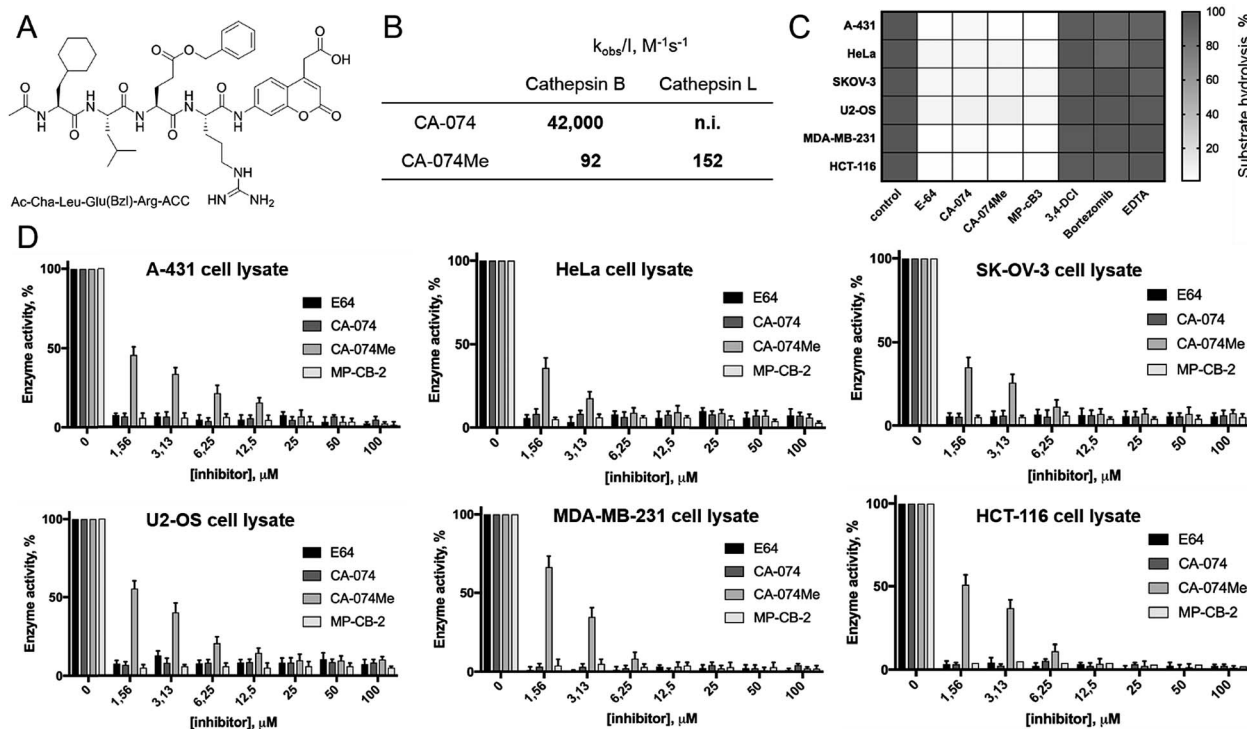 A
O
O
O
OH
H
N
N
H
H
N
N
H
H
N
O
O
O
O
O
O
O
NH
HN
NH2
Ac-Cha-Leu-Glu(Bzl)-Arg-ACC
B
kobs/I, M-1s-1
Cathepsin B Cathepsin L
CA-074 42,000 n.i.
CA-074Me 92 152
C
A-431
HeLa
SKOV-3
U2-OS
MDA-MB-231
HCT-116
control
E-64
CA-074
CA-074Me
MP-cB3
3,4-DCI
Bortezomib
EDTA
100
80
60
40
20
Substrate hydrolysis, %
D
A-431 cell lysate
Enzyme activity, %
100
50
0
E64
CA-074
CA-074Me
MP-CB-2
0
1,56
3,13
6,25
12,5
25
50
100
[inhibitor], μM
HeLa cell lysate
Enzyme activity, %
100
50
0
E64
CA-074
CA-074Me
MP-CB-2
0
1,56
3,13
6,25
12,5
25
50
100
[inhibitor], μM
SK-OV-3 cell lysate
Enzyme activity, %
100
50
0
E64
CA-074
CA-074Me
MP-CB-2
0
1,56
3,13
6,25
12,5
25
50
100
[inhibitor], μM
U2-OS cell lysate
Enzyme activity, %
100
50
0
E64
CA-074
CA-074Me
MP-CB-2
0
1,56
3,13
6,25
12,5
25
50
100
[inhibitor], μM
MDA-MB-231 cell lysate
Enzyme activity, %
100
50
0
E64
CA-074
CA-074Me
MP-CB-2
0
1,56
3,13
6,25
12,5
25
50
100
[inhibitor], μM
HCT-116 cell lysate
Enzyme activity, %
100
50
0
E64
CA-074
CA-074Me
MP-CB-2
0
1,56
3,13
6,25
12,5
25
50
100
[inhibitor], μM